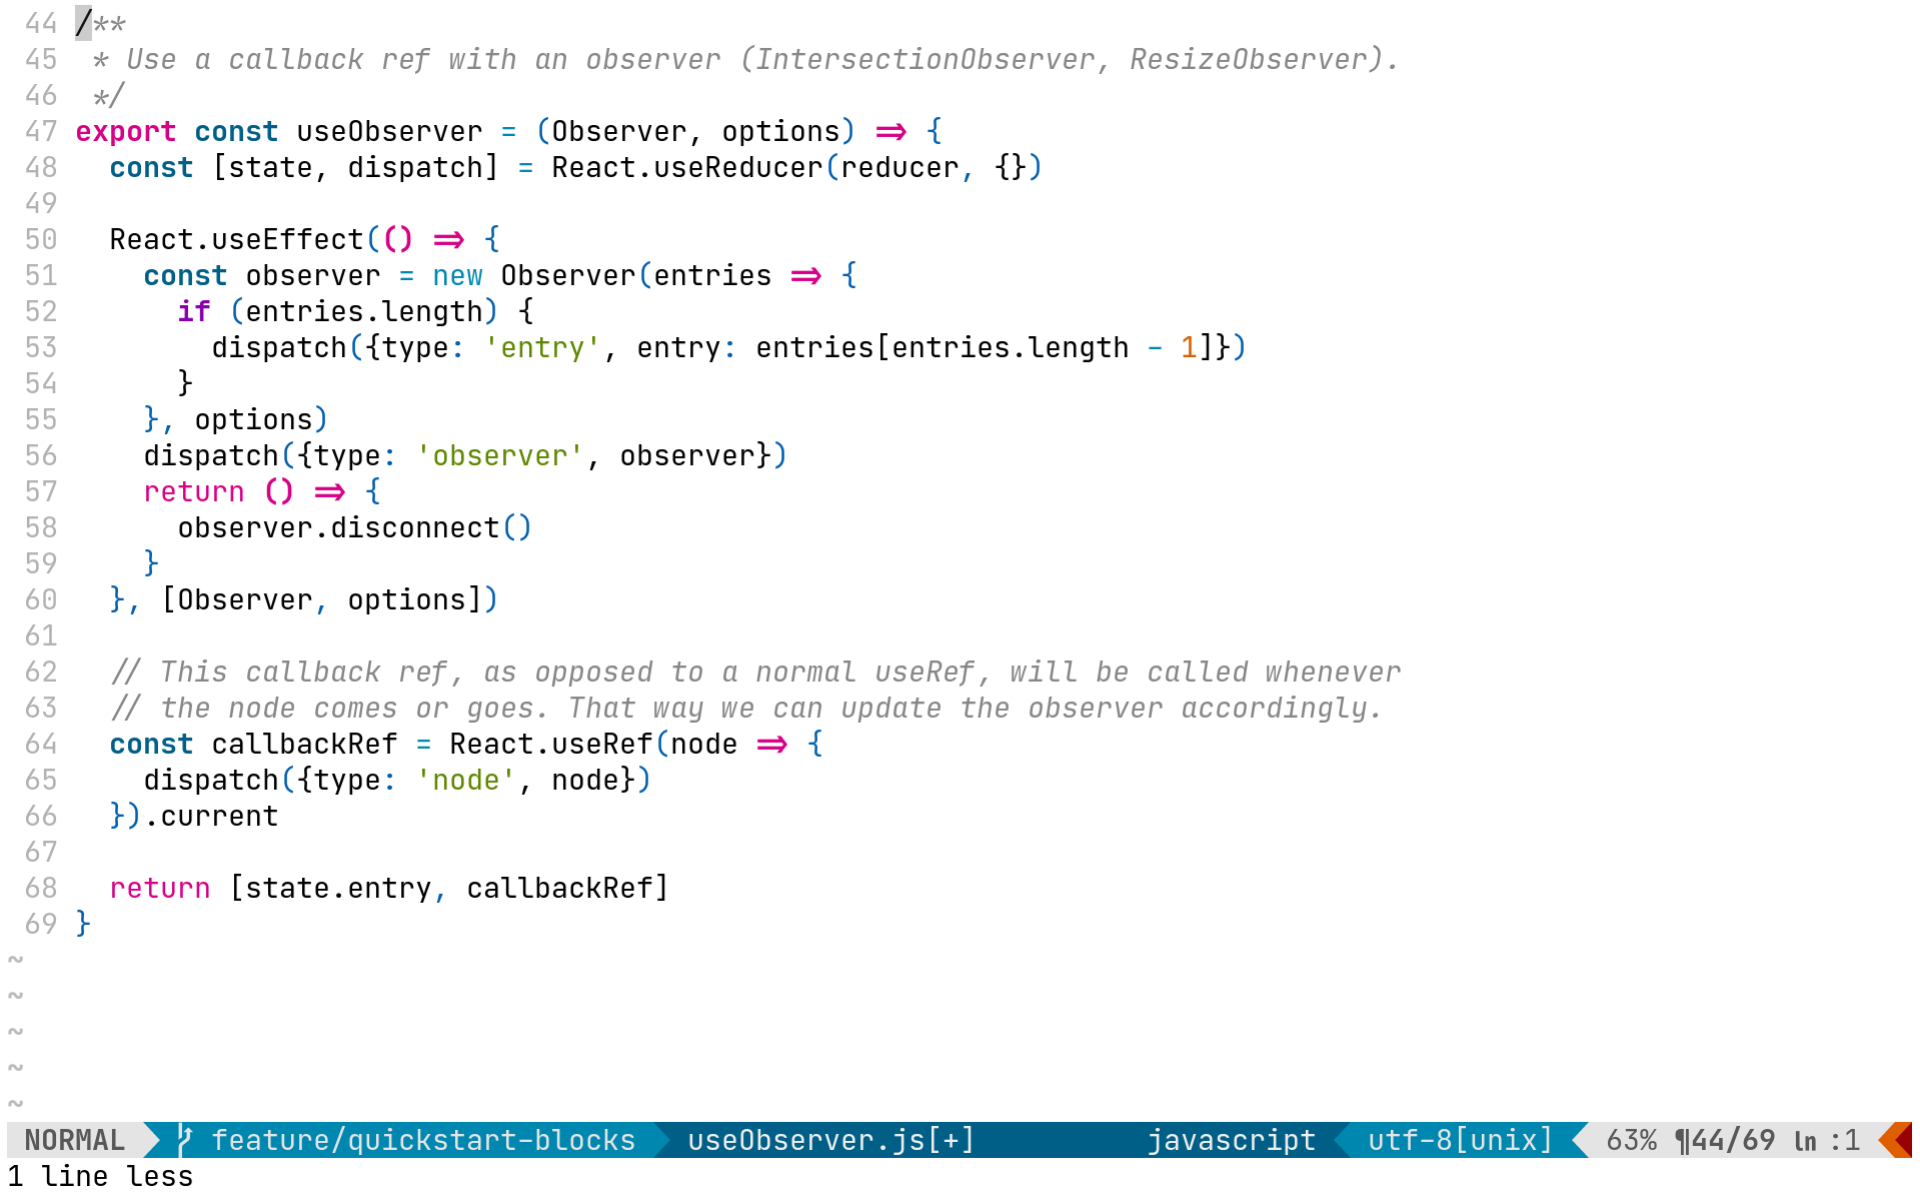 44 /**
45  * Use a callback ref with an observer (IntersectionObserver, ResizeObserver).
46  */
47 export const useObserver = (Observer, options) => {
48   const [state, dispatch] = React.useReducer(reducer, {})
49
50   React.useEffect(() => {
51     const observer = new Observer(entries => {
52       if (entries.length) {
53         dispatch({type: 'entry', entry: entries[entries.length - 1]})
54       }
55     }, options)
56     dispatch({type: 'observer', observer})
57     return () => {
58       observer.disconnect()
59     }
60   }, [Observer, options])
61
62   // This callback ref, as opposed to a normal useRef, will be called whenever
63   // the node comes or goes. That way we can update the observer accordingly.
64   const callbackRef = React.useRef(node => {
65     dispatch({type: 'node', node})
66   }).current
67
68   return [state.entry, callbackRef]
69 }
~
~
~
~
~
NORMAL feature/quickstart-blocks useObserver.js[+] javascript utf-8[unix] 63% ¶44/69 ln :1
1 line less